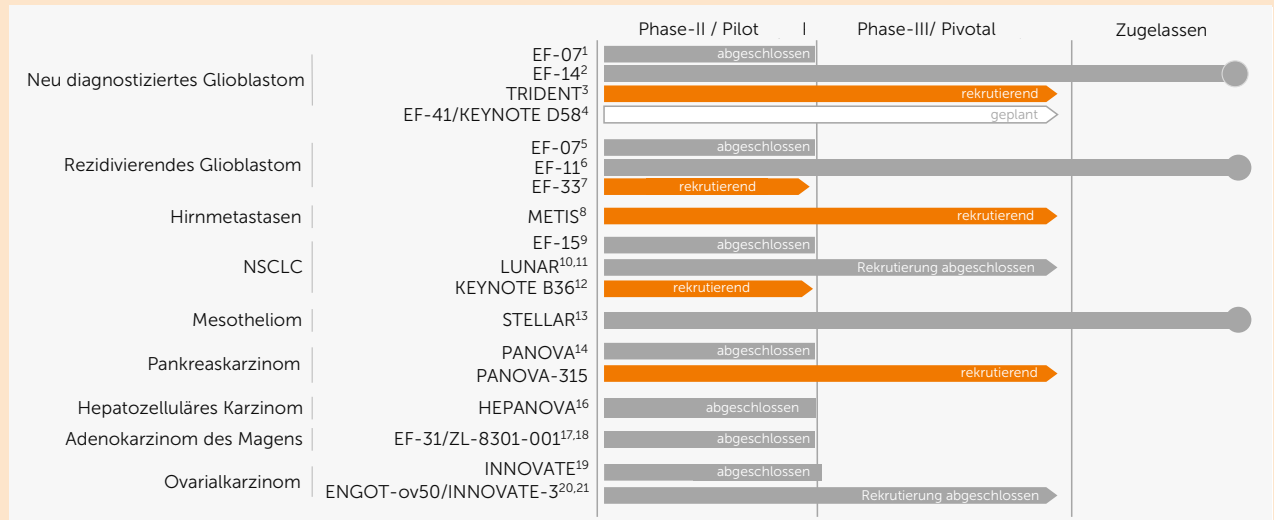 Phase-II / Pilot I Phase-III/ Pivotal Zugelassen
Neu diagnostiziertes Glioblastom
EF-07¹ abgeschlossen
EF-14²
TRIDENT³ rekrutierend
EF-41/KEYNOTE D58⁴ geplant
Rezidivierendes Glioblastom
EF-07⁵ abgeschlossen
EF-11⁶
EF-33⁷ rekrutierend
Hirnmetastasen METIS⁸ rekrutierend
NSCLC
EF-15⁹ abgeschlossen
LUNAR¹⁰,¹¹ Rekrutierung abgeschlossen
KEYNOTE B36¹² rekrutierend
Mesotheliom STELLAR¹³
Pankreaskarzinom
PANOVA¹⁴ abgeschlossen
PANOVA-315 rekrutierend
Hepatozelluläres Karzinom HEPANOVA¹⁶ abgeschlossen
Adenokarzinom des Magens EF-31/ZL-8301-001¹⁷,¹⁸ abgeschlossen
Ovarialkarzinom
INNOVATE¹⁹ abgeschlossen
ENGOT-ov50/INNOVATE-3²⁰,²¹ Rekrutierung abgeschlossen